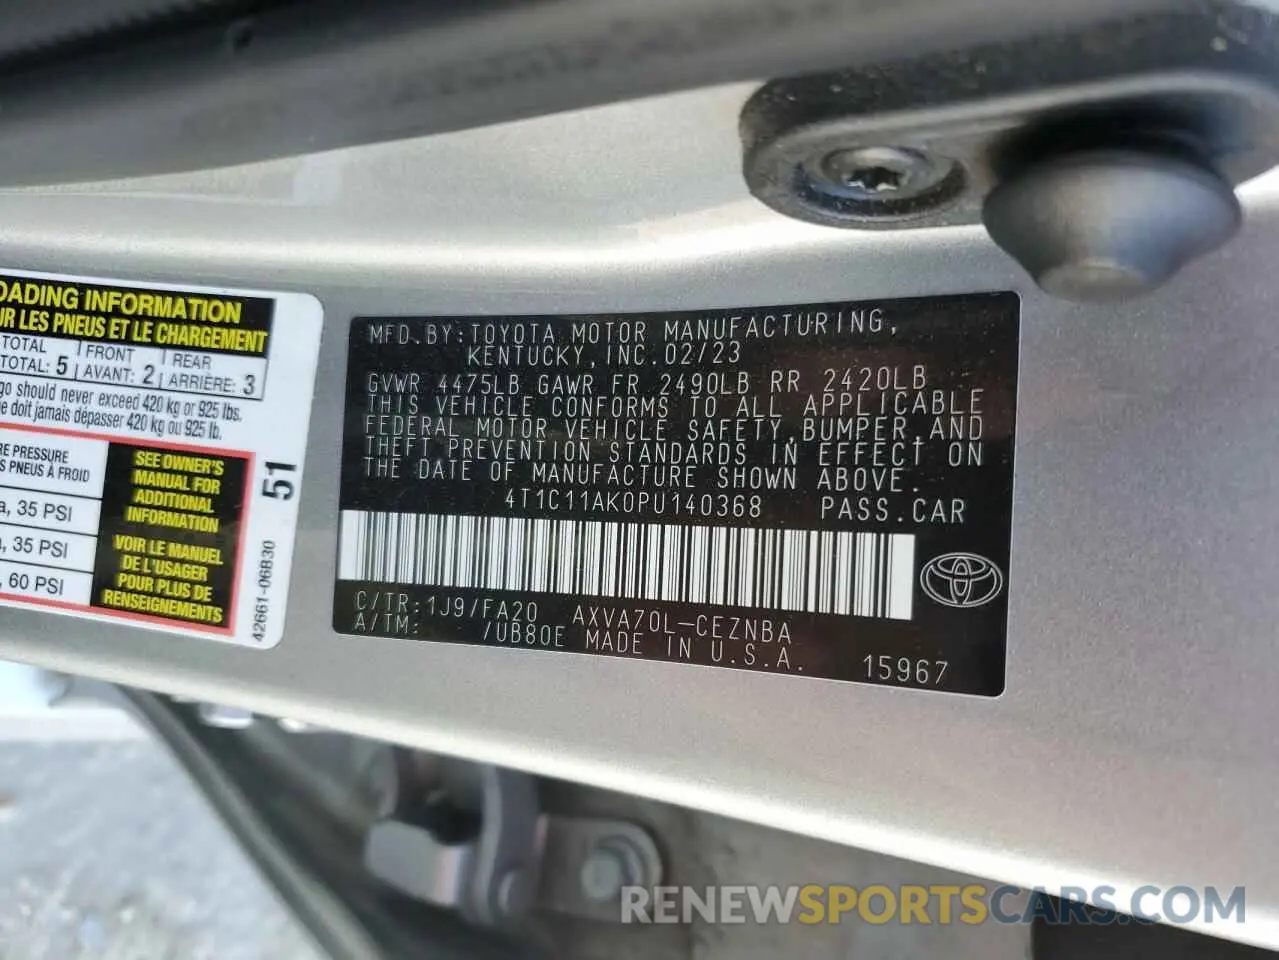 OADING INFORMATION
UR LES PNEUS ET LE CHARGEMENT
TOTAL FRONT REAR
TOTAL: 5 AVANT: 2 ARRIÈRE: 3
go should never exceed 420 kg or 925 lbs.
e doit jamais dépasser 420 kg ou 925 lb.
RE PRESSURE
S PNEUS À FROID
a, 35 PSI
, 35 PSI
, 60 PSI
SEE OWNER'S
MANUAL FOR
ADDITIONAL
INFORMATION
VOIR LE MANUEL
DE L'USAGER
POUR PLUS DE
RENSEIGNEMENTS
51
42661-06B30
MFD. BY: TOYOTA MOTOR MANUFACTURING,
KENTUCKY, INC. 02/23
GVWR 4475LB GAWR FR 2490LB RR 2420LB
THIS VEHICLE CONFORMS TO ALL APPLICABLE
FEDERAL MOTOR VEHICLE SAFETY, BUMPER, AND
THEFT PREVENTION STANDARDS IN EFFECT ON
THE DATE OF MANUFACTURE SHOWN ABOVE.
4T1C11AK0PU140368 PASS. CAR
C/TR: 1J9/FA20 AXVA70L-CEZNBA
A/TM: /UB80E MADE IN U.S.A. 15967
RENEWSPORTSCARS.COM